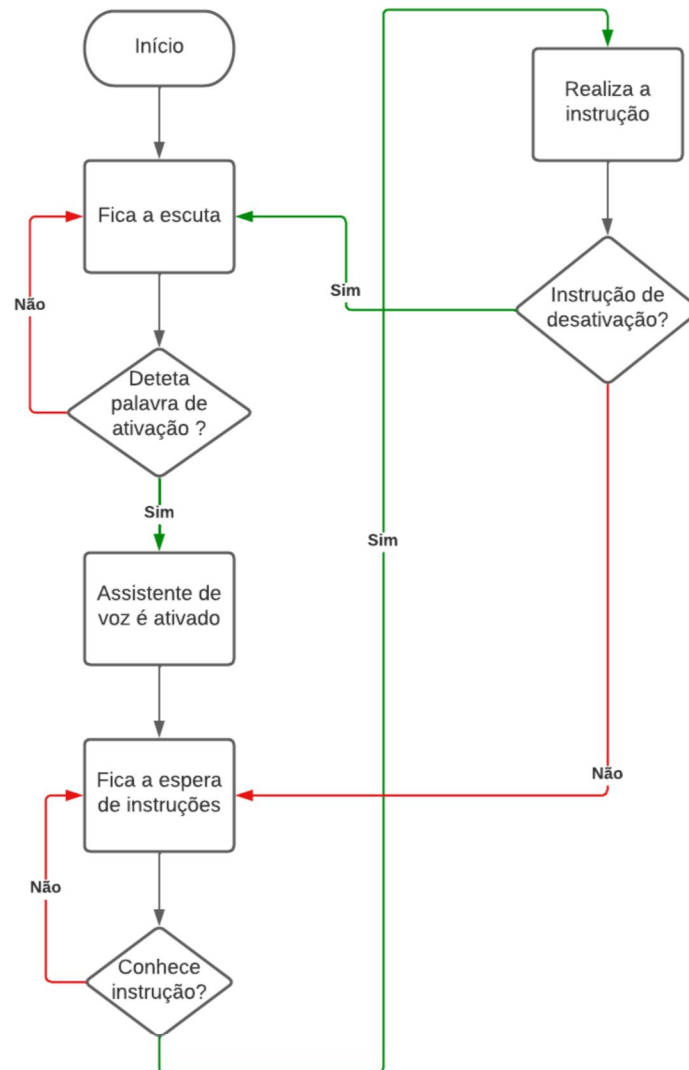 Início
Fica a escuta
Não
Deteta
palavra de
ativação ?
Sim
Assistente de
voz é ativado
Fica a espera
de instruções
Não
Conhece
instrução?
Sim
Realiza a
instrução
Instrução de
desativação?
Sim
Não